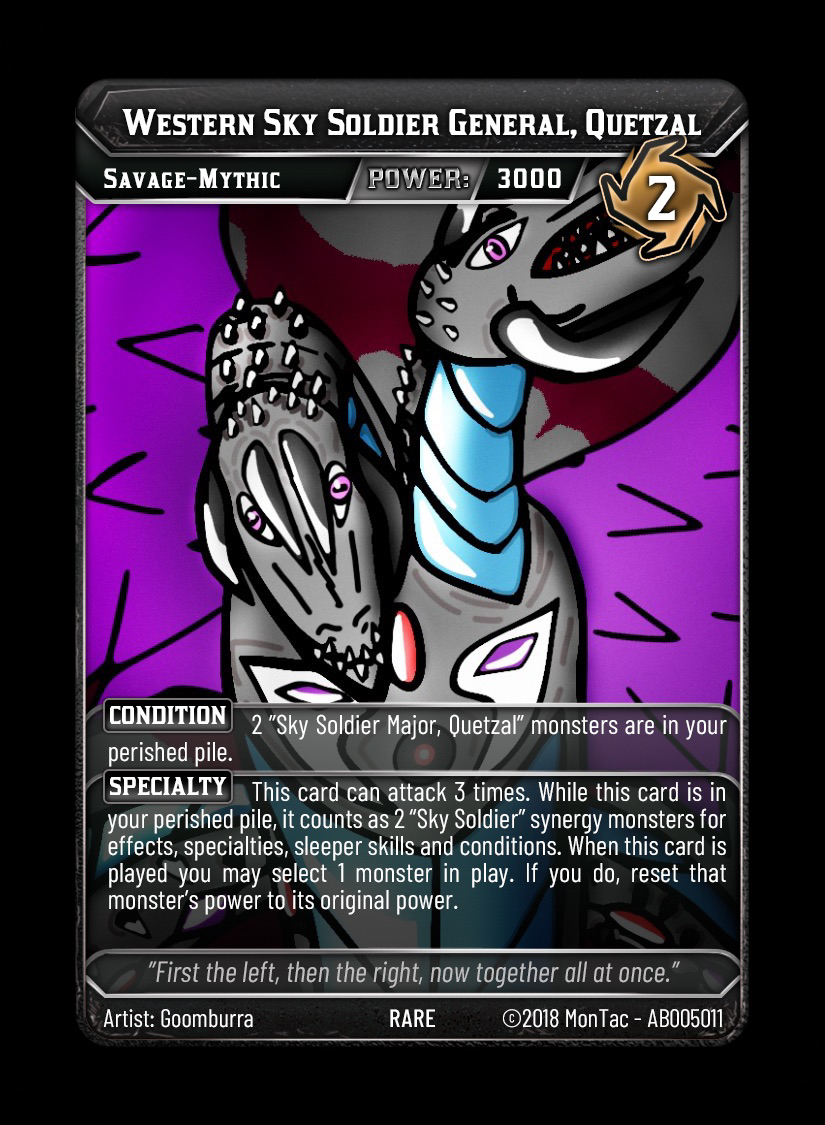 Western Sky Soldier General, Quetzal
Savage-Mythic POWER: 3000 2
CONDITION 2 "Sky Soldier Major, Quetzal" monsters are in your
perished pile.
SPECIALTY This card can attack 3 times. While this card is in
your perished pile, it counts as 2 "Sky Soldier" synergy monsters for
effects, specialties, sleeper skills and conditions. When this card is
played you may select 1 monster in play. If you do, reset that
monster's power to its original power.
"First the left, then the right, now together all at once."
Artist: Goomburra RARE ©2018 MonTac - AB005011